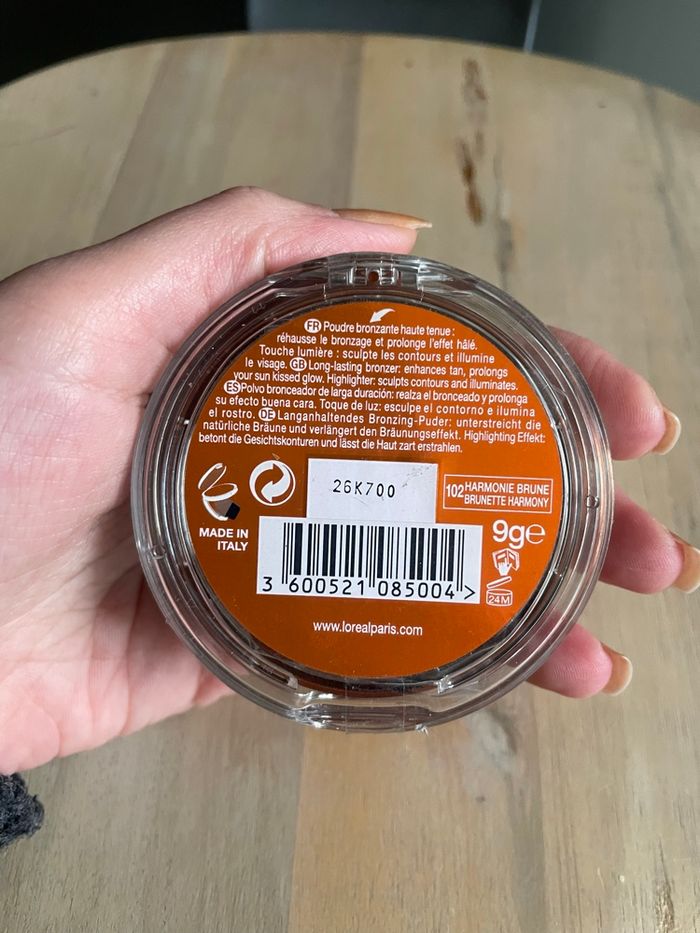 FR Poudre bronzante haute tenue :
réhausse le bronzage et prolonge l'effet hâlé.
Touche lumière : sculpte les contours et illumine
le visage. GB Long-lasting bronzer: enhances tan, prolongs
your sun kissed glow. Highlighter: sculpts contours and illuminates.
ES Polvo bronceado de larga duración: realza el bronceado y prolonga
su efecto buena cara. Toque de luz: esculpe el contorno e ilumina
el rostro. DE Langanhaltendes Bronzing-Puder: unterstreicht die
natürliche Bräune und verlängert den Bräunungseffekt. Highlighting Effekt:
betont die Gesichtskonturen und lässt die Haut zart erstrahlen.
26K700
102 HARMONIE BRUNE
BRUNETTE HARMONY
MADE IN
ITALY
9g℮
3 600521 085004 >
24M
www.lorealparis.com